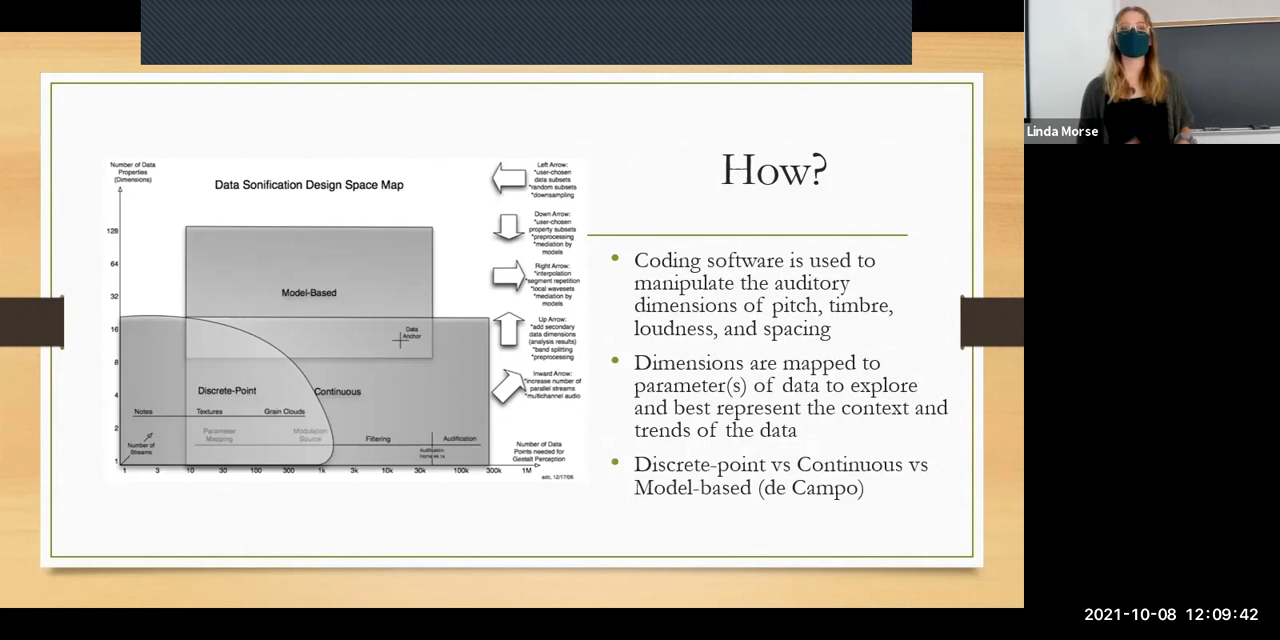 Linda Morse
How?
Coding software is used to
manipulate the auditory
dimensions of pitch, timbre,
loudness, and spacing
Dimensions are mapped to
parameter(s) of data to explore
and best represent the context and
trends of the data
Discrete-point vs Continuous vs
Model-based (de Campo)
Number of Data
Properties
(Dimensions)
Data Sonification Design Space Map
128
64
32
16
8
4
2
1
Model-Based
Data
Anchor
Discrete-Point
Continuous
Notes
Textures
Grain Clouds
Parameter
Mapping
Modulation
Source
Filtering
Audification
Number of
Streams
1 3 10 30 100 300 1k 3k 10k 30k 100k 300k 1M
Number of Data
Points needed for
Gestalt Perception
adc, 12/17/06
Left Arrow:
*user-chosen
data subsets
*random subsets
*downsampling
Down Arrow:
*user-chosen
property subsets
*preprocessing
*mediation by
models
Right Arrow:
*interpolation
*segment repetition
*local wavesets
*mediation by
models
Up Arrow:
*add secondary
data dimensions
(analysis results)
*band splitting
*preprocessing
Inward Arrow:
*increase number of
parallel streams
*multichannel audio
2021-10-08 12:09:42